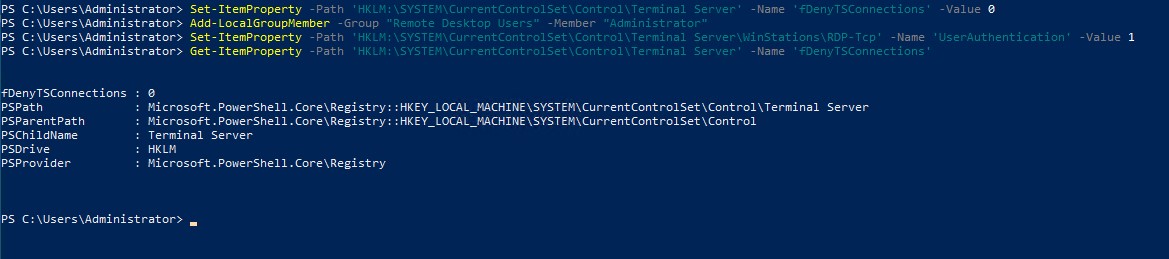 PS C:\Users\Administrator> Set-ItemProperty -Path 'HKLM:\SYSTEM\CurrentControlSet\Control\Terminal Server' -Name 'fDenyTSConnections' -Value 0
PS C:\Users\Administrator> Add-LocalGroupMember -Group "Remote Desktop Users" -Member "Administrator"
PS C:\Users\Administrator> Set-ItemProperty -Path 'HKLM:\SYSTEM\CurrentControlSet\Control\Terminal Server\WinStations\RDP-Tcp' -Name 'UserAuthentication' -Value 1
PS C:\Users\Administrator> Get-ItemProperty -Path 'HKLM:\SYSTEM\CurrentControlSet\Control\Terminal Server' -Name 'fDenyTSConnections'
fDenyTSConnections : 0
PSPath : Microsoft.PowerShell.Core\Registry::HKEY_LOCAL_MACHINE\SYSTEM\CurrentControlSet\Control\Terminal Server
PSParentPath : Microsoft.PowerShell.Core\Registry::HKEY_LOCAL_MACHINE\SYSTEM\CurrentControlSet\Control
PSChildName : Terminal Server
PSDrive : HKLM
PSProvider : Microsoft.PowerShell.Core\Registry
PS C:\Users\Administrator>